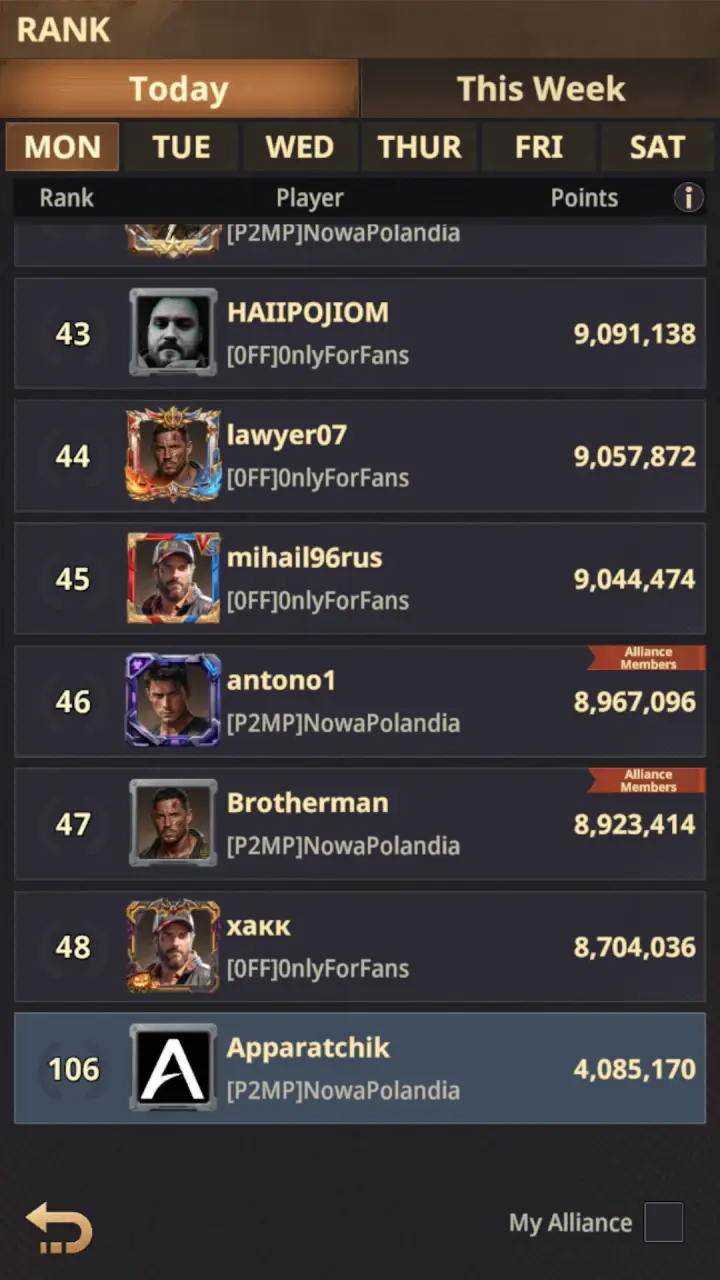 RANK
Today
This Week
MON TUE WED THUR FRI SAT
Rank Player Points i
[P2MP]NowaPolandia
43 HAIIPOJIOM 9,091,138
[0FF]0nlyForFans
44 lawyer07 9,057,872
[0FF]0nlyForFans
VS
45 mihail96rus 9,044,474
[0FF]0nlyForFans
Alliance
Members
46 antono1 8,967,096
[P2MP]NowaPolandia
Alliance
Members
47 Brotherman 8,923,414
[P2MP]NowaPolandia
48 хакк 8,704,036
[0FF]0nlyForFans
106 Apparatchik 4,085,170
[P2MP]NowaPolandia
My Alliance